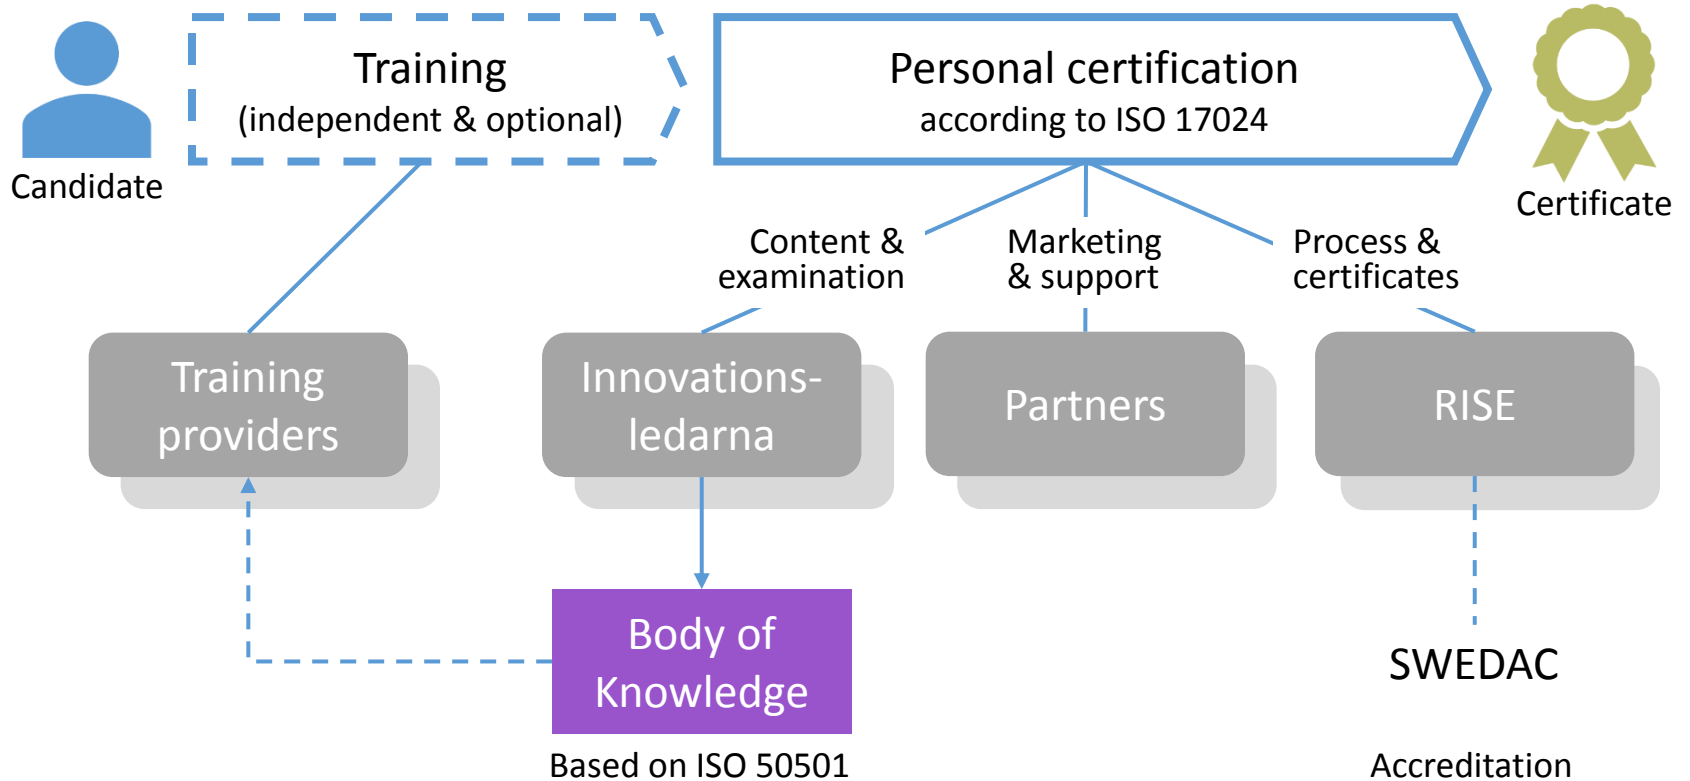 Training
(independent & optional)
Personal certification
according to ISO 17024
Candidate
Certificate
Content &
examination
Marketing
& support
Process &
certificates
Training
providers
Innovations-
ledarna
Partners
RISE
Body of
Knowledge
SWEDAC
Based on ISO 50501
Accreditation